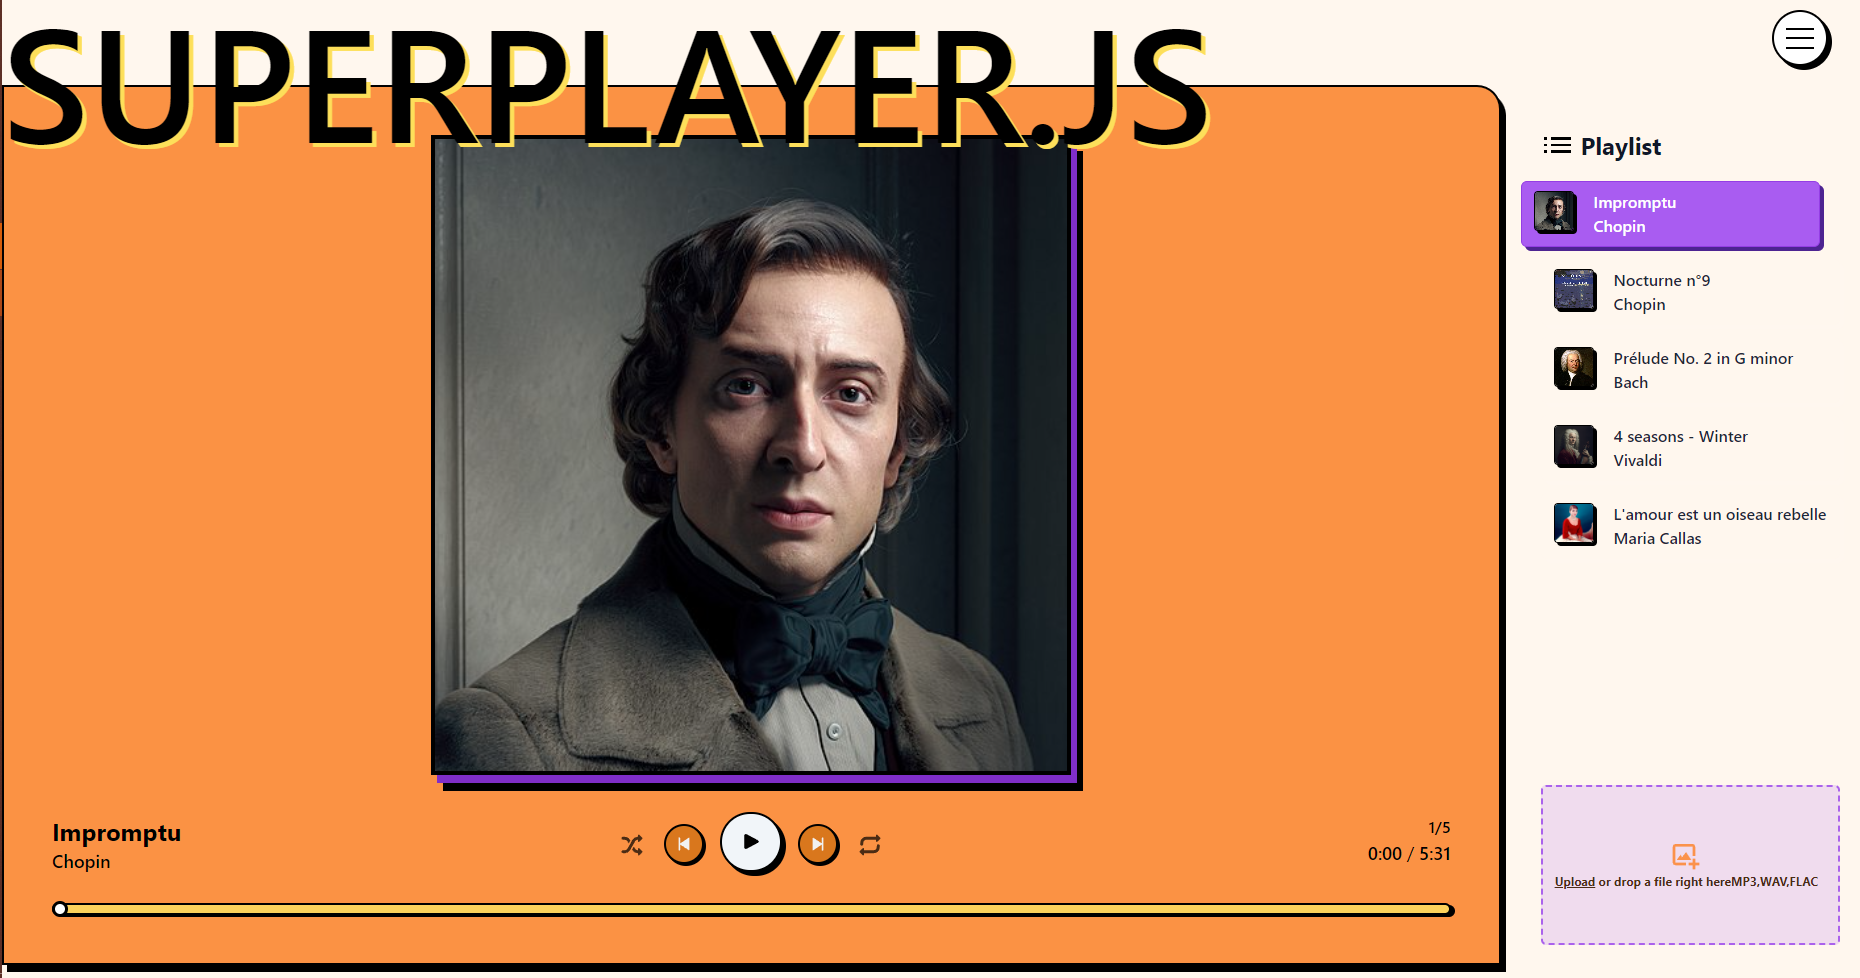 SUPERPLAYER.JS
Playlist
Impromptu
Chopin
Nocturne n°9
Chopin
Prélude No. 2 in G minor
Bach
4 seasons - Winter
Vivaldi
L'amour est un oiseau rebelle
Maria Callas
Impromptu
Chopin
1/5
0:00 / 5:31
Upload or drop a file right hereMP3,WAV,FLAC